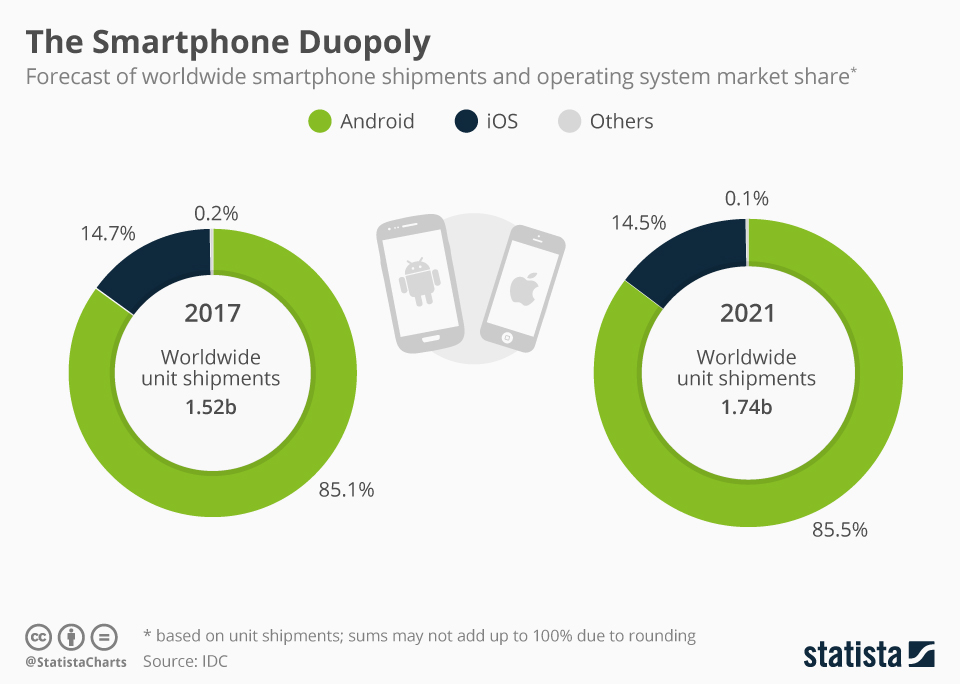 The Smartphone Duopoly
Forecast of worldwide smartphone shipments and operating system market share*
Android
iOS
Others
0.2%
14.7%
2017
Worldwide
unit shipments
1.52b
85.1%
0.1%
14.5%
2021
Worldwide
unit shipments
1.74b
85.5%
cc
@StatistaCharts
* based on unit shipments; sums may not add up to 100% due to rounding
Source: IDC
statista